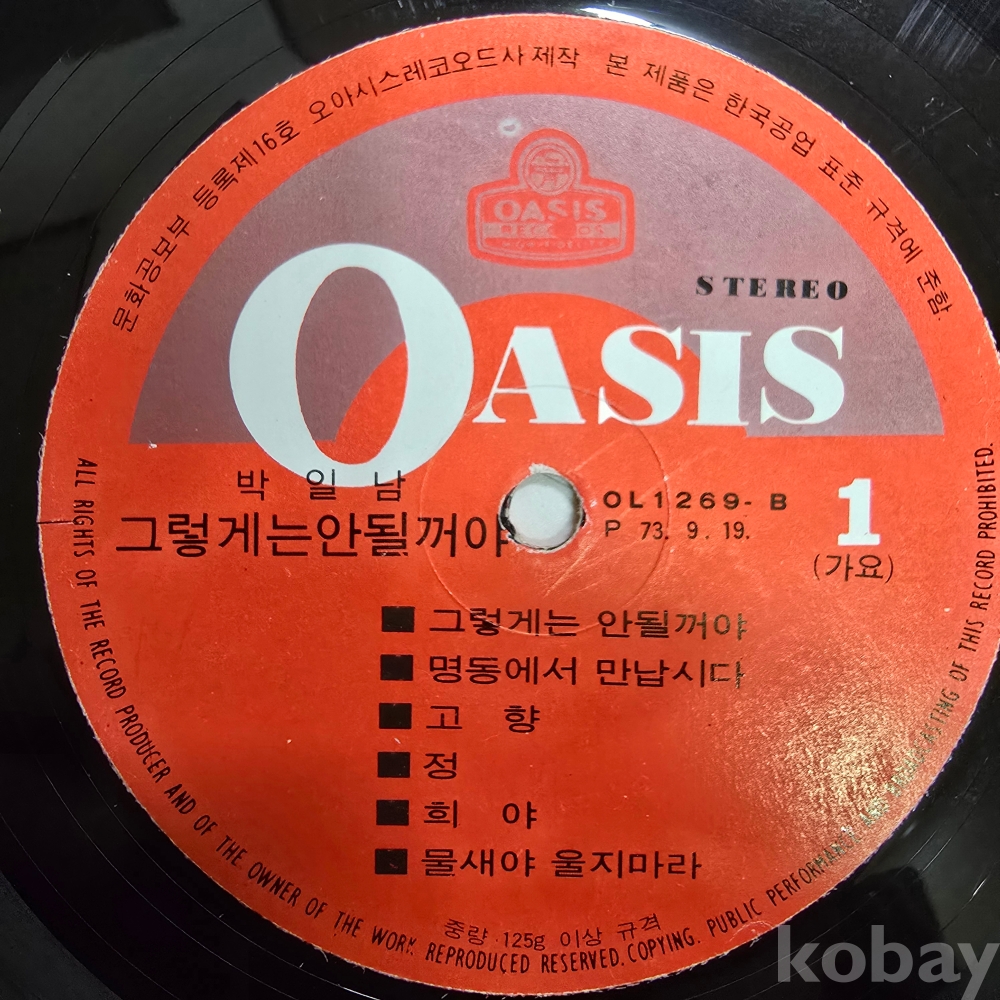 문화공보부 등록제16호 오아시스레코오드사 제작 본 제품은 한국공업 표준 규격에 준함.
OASIS
STEREO
OASIS
박일남
그렇게는안될꺼야
OL1269-B
P 73. 9. 19.
1
(가요)
■ 그렇게는 안될꺼야
■ 명동에서 만납시다
■ 고 향
■ 정
■ 희 야
■ 물새야 울지마라
중량 125g 이상 규격
ALL RIGHTS OF THE RECORD PRODUCER AND OF THE OWNER OF THE WORK REPRODUCED RESERVED. COPYING. PUBLIC PERFORMANCE OF THIS RECORD PROHIBITED.
kobay